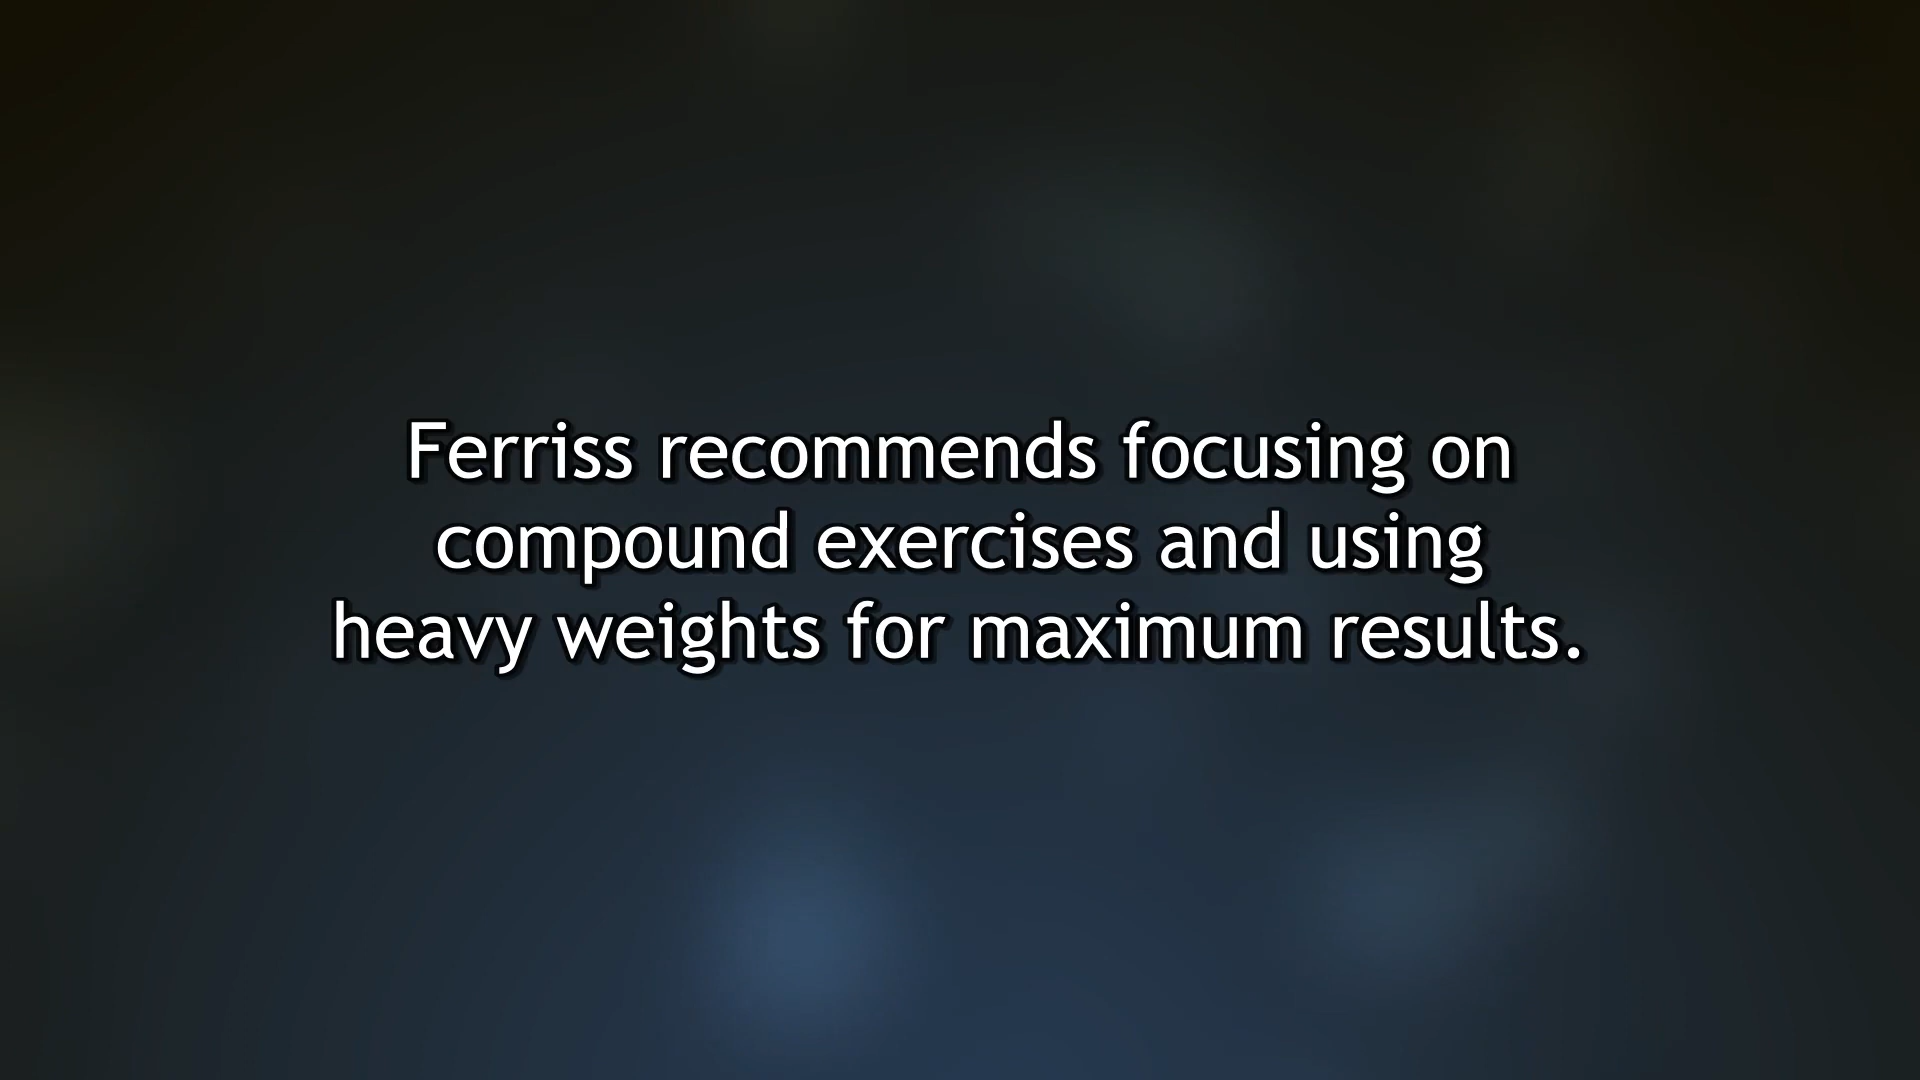 Ferriss recommends focusing on
compound exercises and using
heavy weights for maximum results.